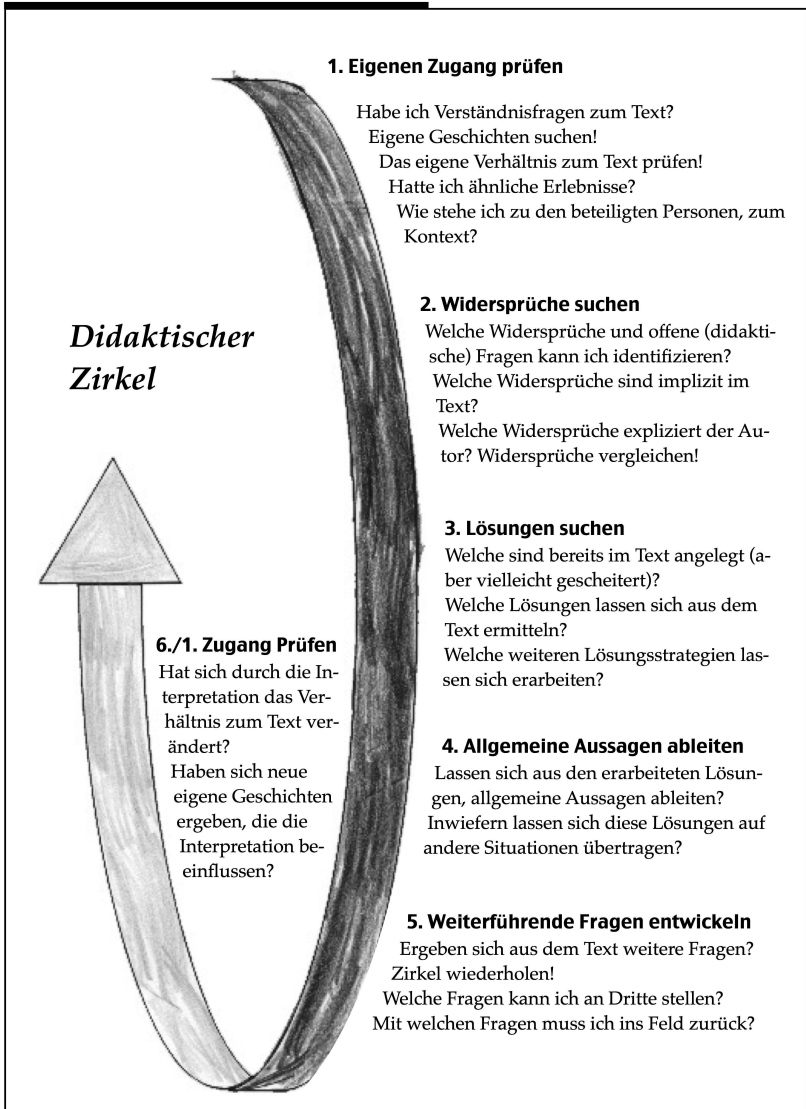 1. Eigenen Zugang prüfen
Habe ich Verständnisfragen zum Text?
Eigene Geschichten suchen!
Das eigene Verhältnis zum Text prüfen!
Hatte ich ähnliche Erlebnisse?
Wie stehe ich zu den beteiligten Personen, zum
Kontext?
Didaktischer
Zirkel
2. Widersprüche suchen
Welche Widersprüche und offene (didakti-
sche) Fragen kann ich identifizieren?
Welche Widersprüche sind implizit im
Text?
Welche Widersprüche expliziert der Au-
tor? Widersprüche vergleichen!
3. Lösungen suchen
Welche sind bereits im Text angelegt (a-
ber vielleicht gescheitert)?
Welche Lösungen lassen sich aus dem
Text ermitteln?
Welche weiteren Lösungsstrategien las-
sen sich erarbeiten?
4. Allgemeine Aussagen ableiten
Lassen sich aus den erarbeiteten Lösun-
gen, allgemeine Aussagen ableiten?
Inwiefern lassen sich diese Lösungen auf
andere Situationen übertragen?
5. Weiterführende Fragen entwickeln
Ergeben sich aus dem Text weitere Fragen?
Zirkel wiederholen!
Welche Fragen kann ich an Dritte stellen?
Mit welchen Fragen muss ich ins Feld zurück?
6./1. Zugang Prüfen
Hat sich durch die In-
terpretation das Ver-
hältnis zum Text ver-
ändert?
Haben sich neue
eigene Geschichten
ergeben, die die
Interpretation be-
einflussen?